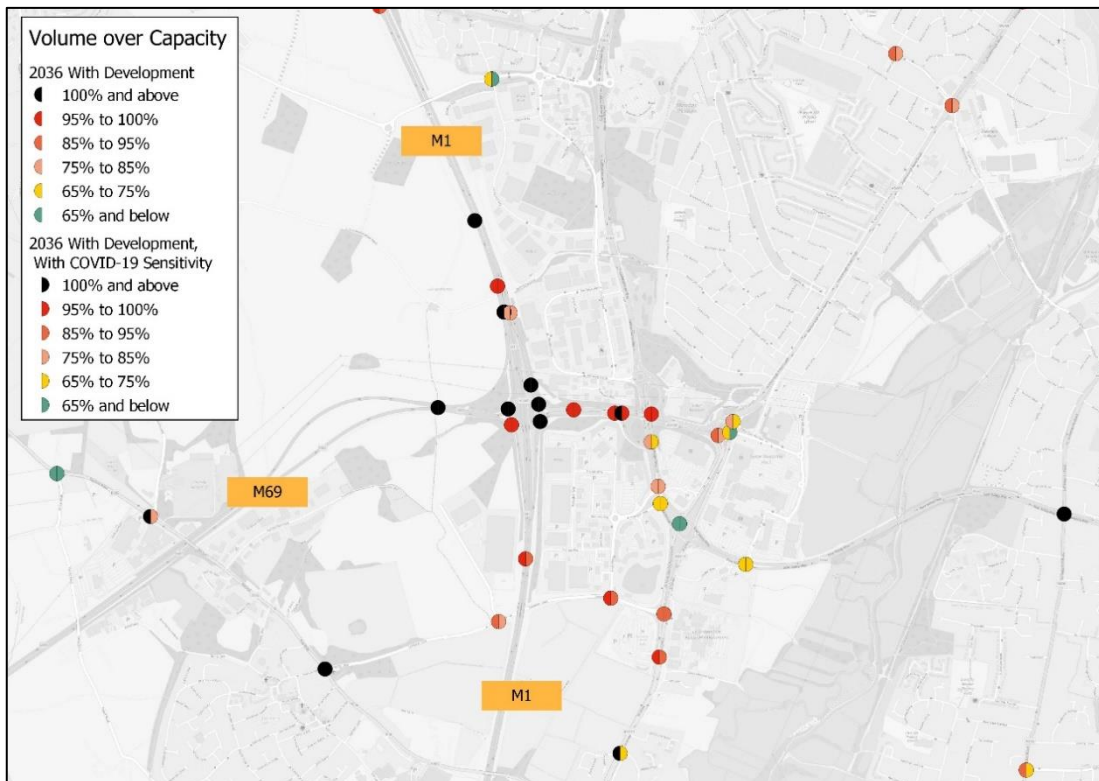 Volume over Capacity
2036 With Development
100% and above
95% to 100%
85% to 95%
75% to 85%
65% to 75%
65% and below
2036 With Development,
With COVID-19 Sensitivity
100% and above
95% to 100%
85% to 95%
75% to 85%
65% to 75%
65% and below
M1
M69
M1